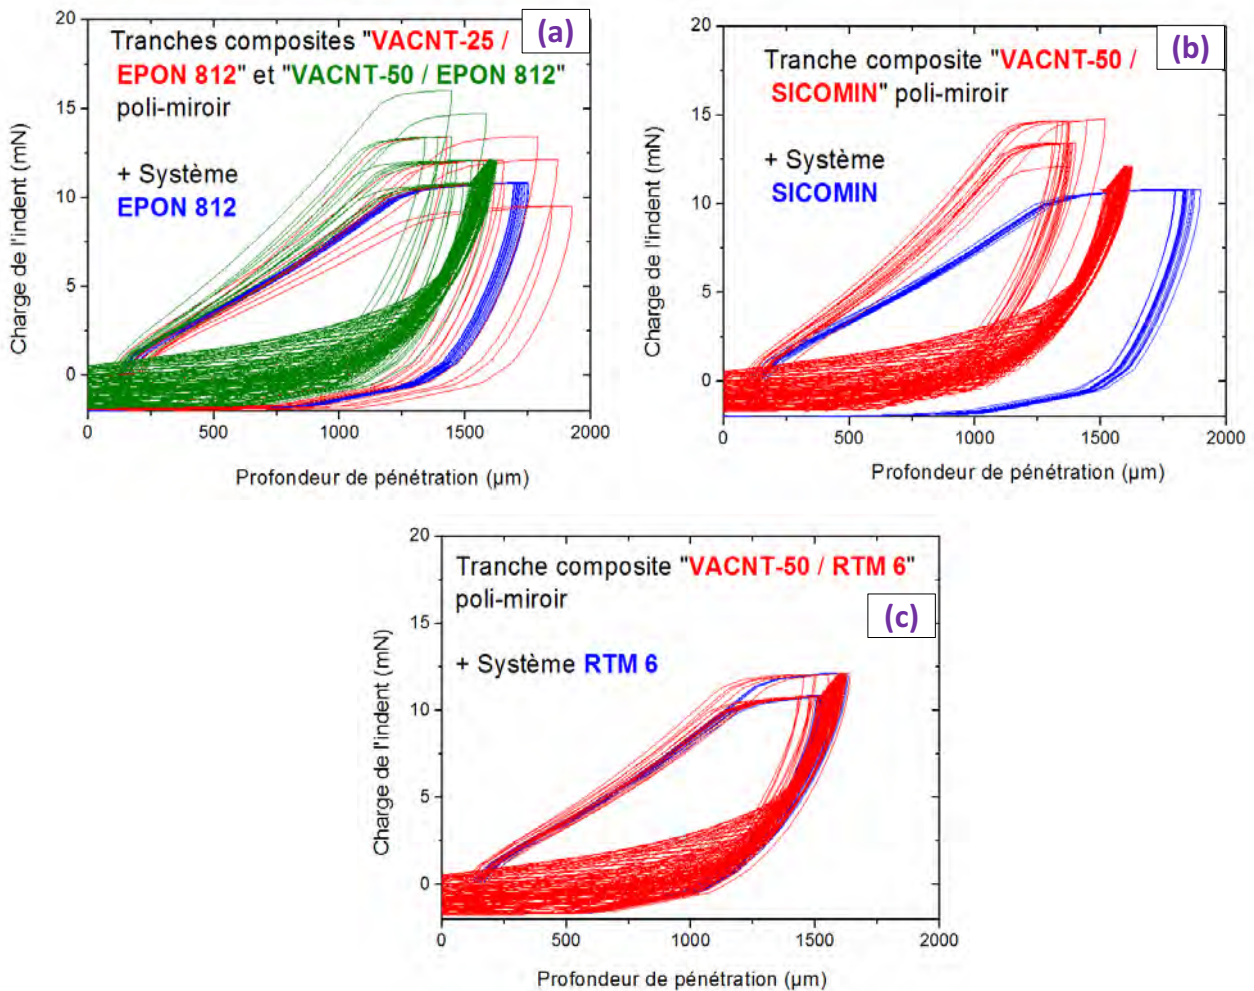 (a)
Tranches composites "VACNT-25 /
EPON 812" et "VACNT-50 / EPON 812"
poli-miroir
+ Système
EPON 812
20
15
10
5
0
Charge de l'indent (mN)
0 500 1000 1500 2000
Profondeur de pénétration (µm)
(b)
Tranche composite "VACNT-50 /
SICOMIN" poli-miroir
+ Système
SICOMIN
20
15
10
5
0
Charge de l'indent (mN)
0 500 1000 1500 2000
Profondeur de pénétration (µm)
Tranche composite "VACNT-50 / RTM 6"
poli-miroir
(c)
+ Système RTM 6
20
15
10
5
0
Charge de l'indent (mN)
0 500 1000 1500 2000
Profondeur de pénétration (µm)